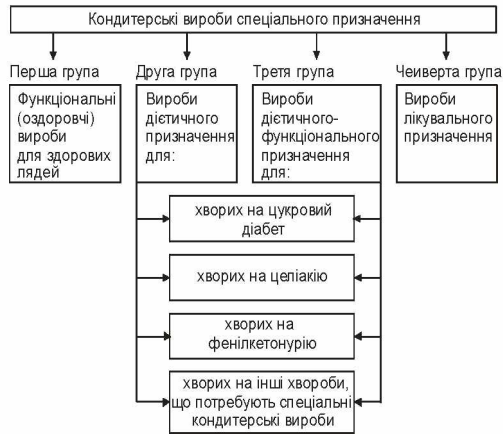 Кондитерські вироби спеціального призначення
Перша група
Друга група
Третя група
Чеиверта група
Функціональні
(оздоровчі)
вироби
для здорових
лядей
Вироби
дієтичного
призначення
для:
Вироби
дієтичного-
функціонального
призначення
для:
Вироби
лікувального
призначення
хворих на цукровий
діабет
хворих на целіакію
хворих на
фенілкетонурію
хворих на інші хвороби,
що потребують спеціальні
кондитерські вироби